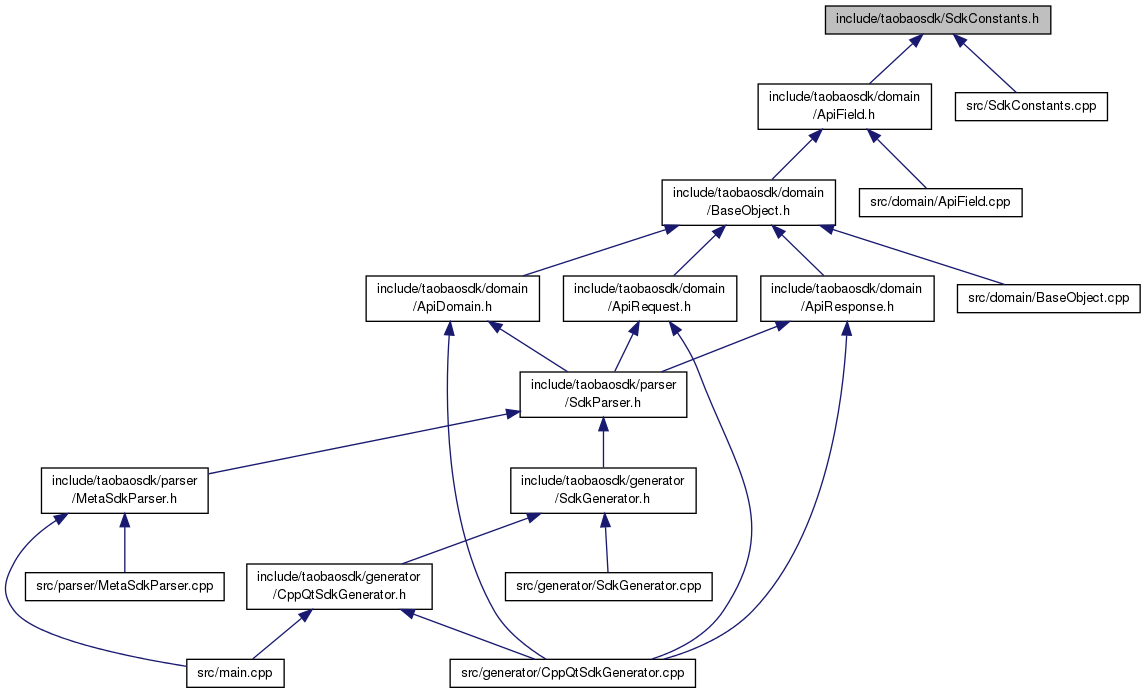 include/taobaosdk/SdkConstants.h
include/taobaosdk/domain
/ApiField.h
src/SdkConstants.cpp
include/taobaosdk/domain
/BaseObject.h
src/domain/ApiField.cpp
include/taobaosdk/domain
/ApiDomain.h
include/taobaosdk/domain
/ApiRequest.h
include/taobaosdk/domain
/ApiResponse.h
src/domain/BaseObject.cpp
include/taobaosdk/parser
/SdkParser.h
include/taobaosdk/parser
/MetaSdkParser.h
include/taobaosdk/generator
/SdkGenerator.h
src/parser/MetaSdkParser.cpp
include/taobaosdk/generator
/CppQtSdkGenerator.h
src/generator/SdkGenerator.cpp
src/main.cpp
src/generator/CppQtSdkGenerator.cpp